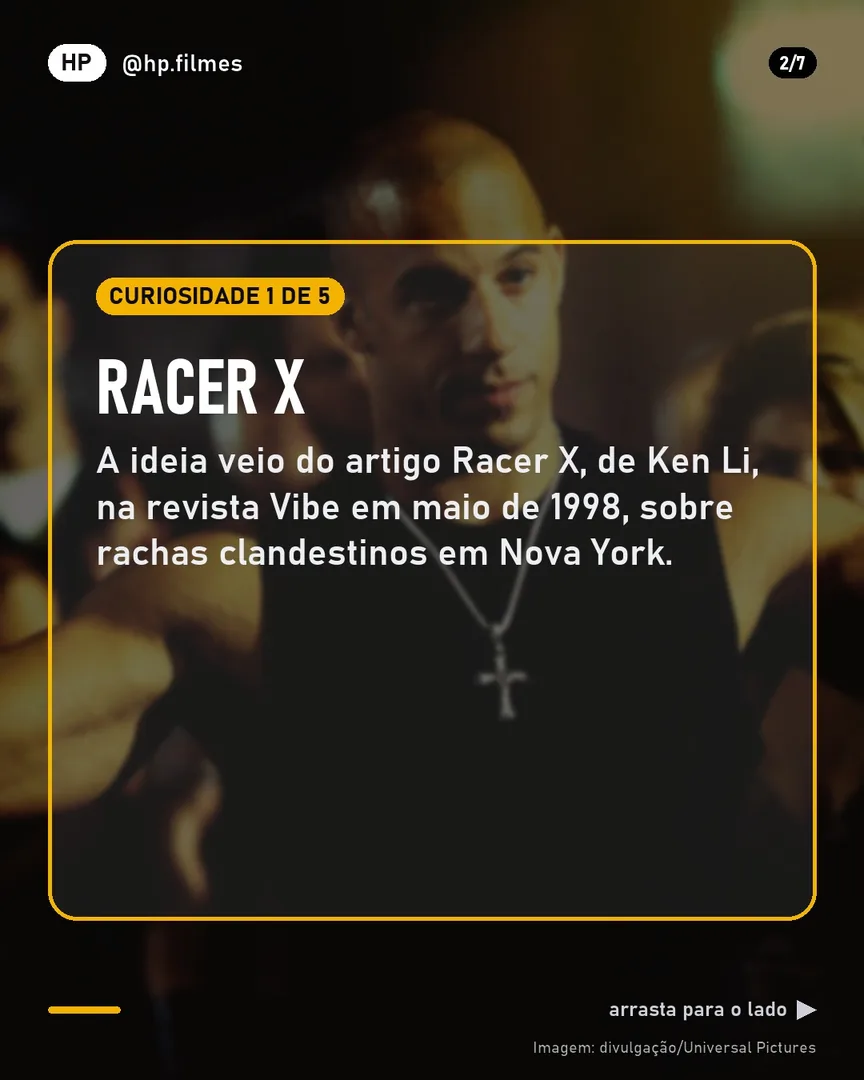 HP @hp.filmes
2/7
CURIOSIDADE 1 DE 5
RACER X
A ideia veio do artigo Racer X, de Ken Li,
na revista Vibe em maio de 1998, sobre
rachas clandestinos em Nova York.
arrasta para o lado ▶
Imagem: divulgação/Universal Pictures